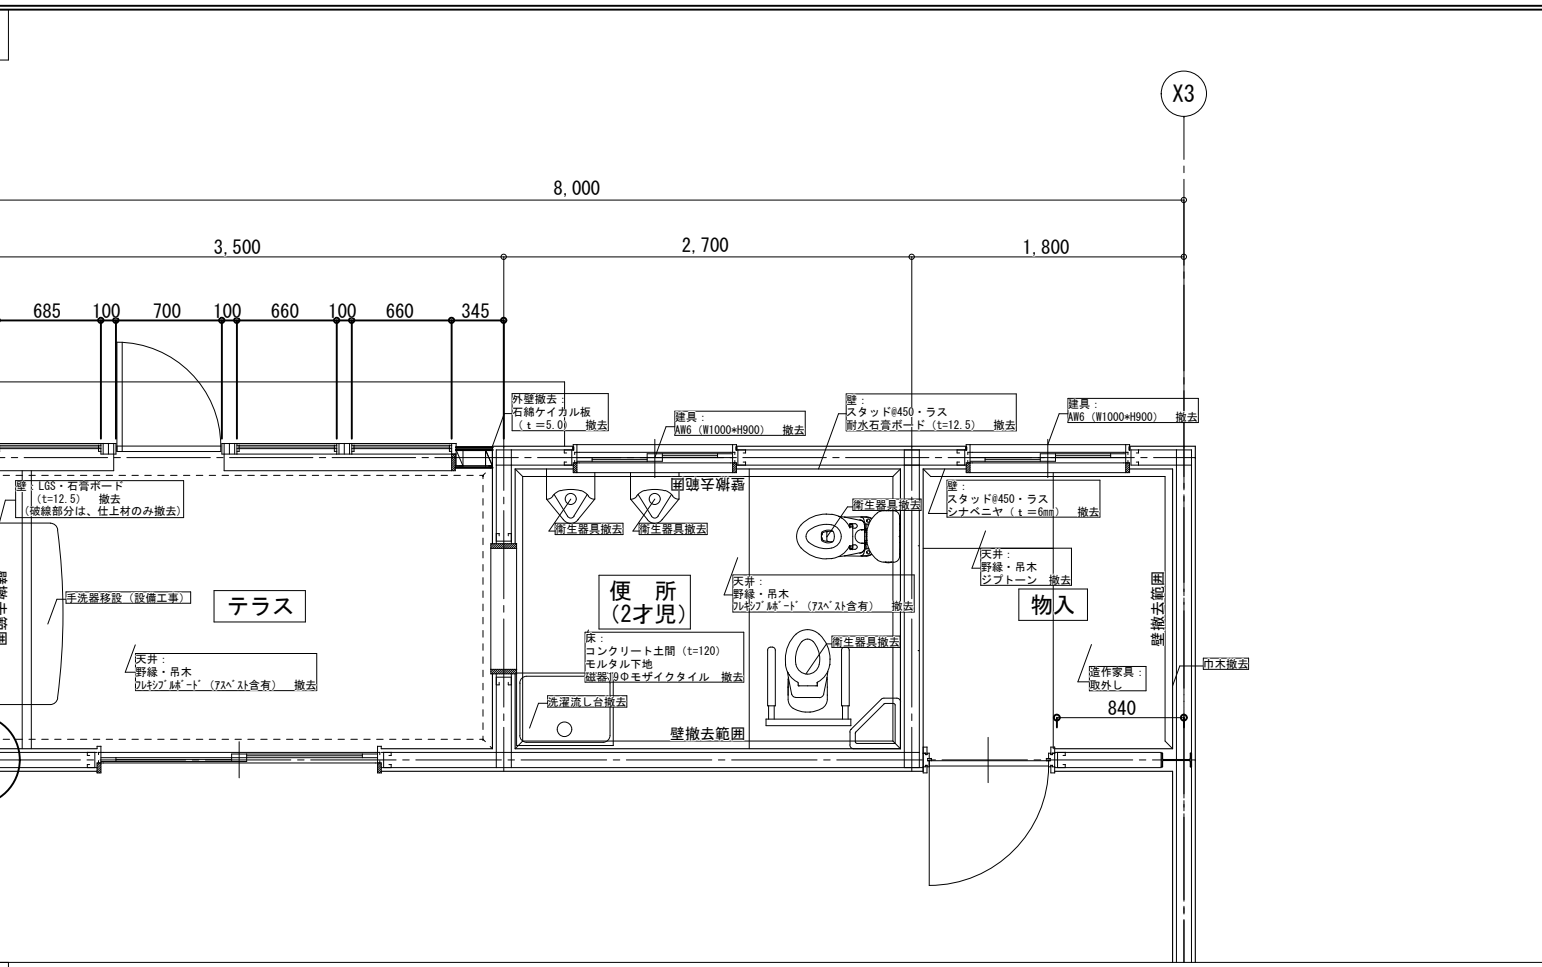 X3
8,000
3,500
2,700
1,800
685
100
700
100
660
100
660
345
外壁撤去：
石綿ケイカル板
（ｔ＝5.0） 撤去
建具：
AW6（W1000*H900） 撤去
壁：
スタッド@450・ラス
耐水石膏ボード（t=12.5） 撤去
建具：
AW6（W1000*H900） 撤去
壁：LGS・石膏ボード
（t=12.5） 撤去
（破線部分は、仕上材のみ撤去）
壁撤去範囲
壁：
スタッド@450・ラス
シナベニヤ（ｔ＝6mm） 撤去
衛生器具撤去
衛生器具撤去
衛生器具撤去
天井：
野縁・吊木
ジプトーン 撤去
壁撤去範囲
手洗器移設（設備工事）
テラス
便 所
（2才児）
天井：
野縁・吊木
ﾌﾚｷｼﾌﾞﾙﾎﾞｰﾄﾞ（ｱｽﾍﾞｽﾄ含有） 撤去
物入
壁撤去範囲
床：
コンクリート土間（t=120）
モルタル下地
磁器19Φモザイクタイル 撤去
衛生器具撤去
天井：
野縁・吊木
ﾌﾚｷｼﾌﾞﾙﾎﾞｰﾄﾞ（ｱｽﾍﾞｽﾄ含有） 撤去
造作家具：
取外し
巾木撤去
洗濯流し台撤去
840
壁撤去範囲